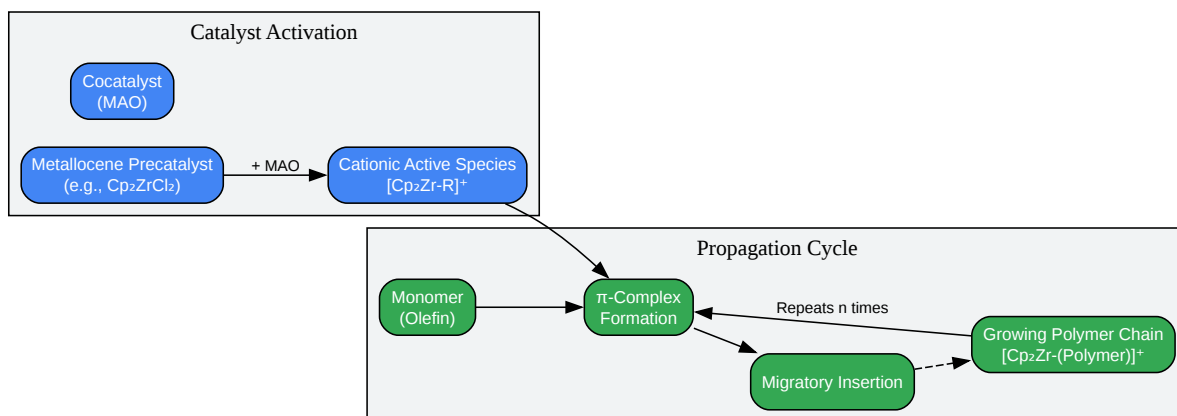 Catalyst Activation
Cocatalyst
(MAO)
Metallocene Precatalyst
(e.g., Cp₂ZrCl₂)
+ MAO
Cationic Active Species
[Cp₂Zr-R]⁺
Propagation Cycle
Monomer
(Olefin)
π-Complex
Formation
Repeats n times
Growing Polymer Chain
[Cp₂Zr-(Polymer)]⁺
Migratory Insertion